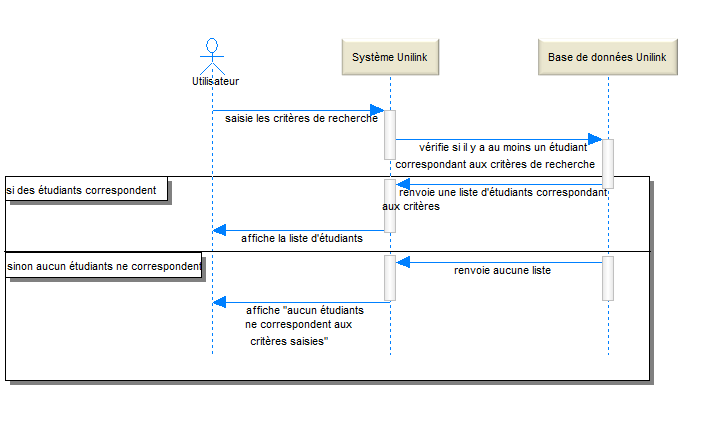 Système Unilink
Base de données Unilink
Utilisateur
saisie les critères de recherche
vérifie si il y a au moins un étudiant
correspondant aux critères de recherche
si des étudiants correspondent
renvoie une liste d'étudiants correspondant
aux critères
affiche la liste d'étudiants
sinon aucun étudiants ne correspondent
renvoie aucune liste
affiche "aucun étudiants
ne correspondent aux
critères saisies"